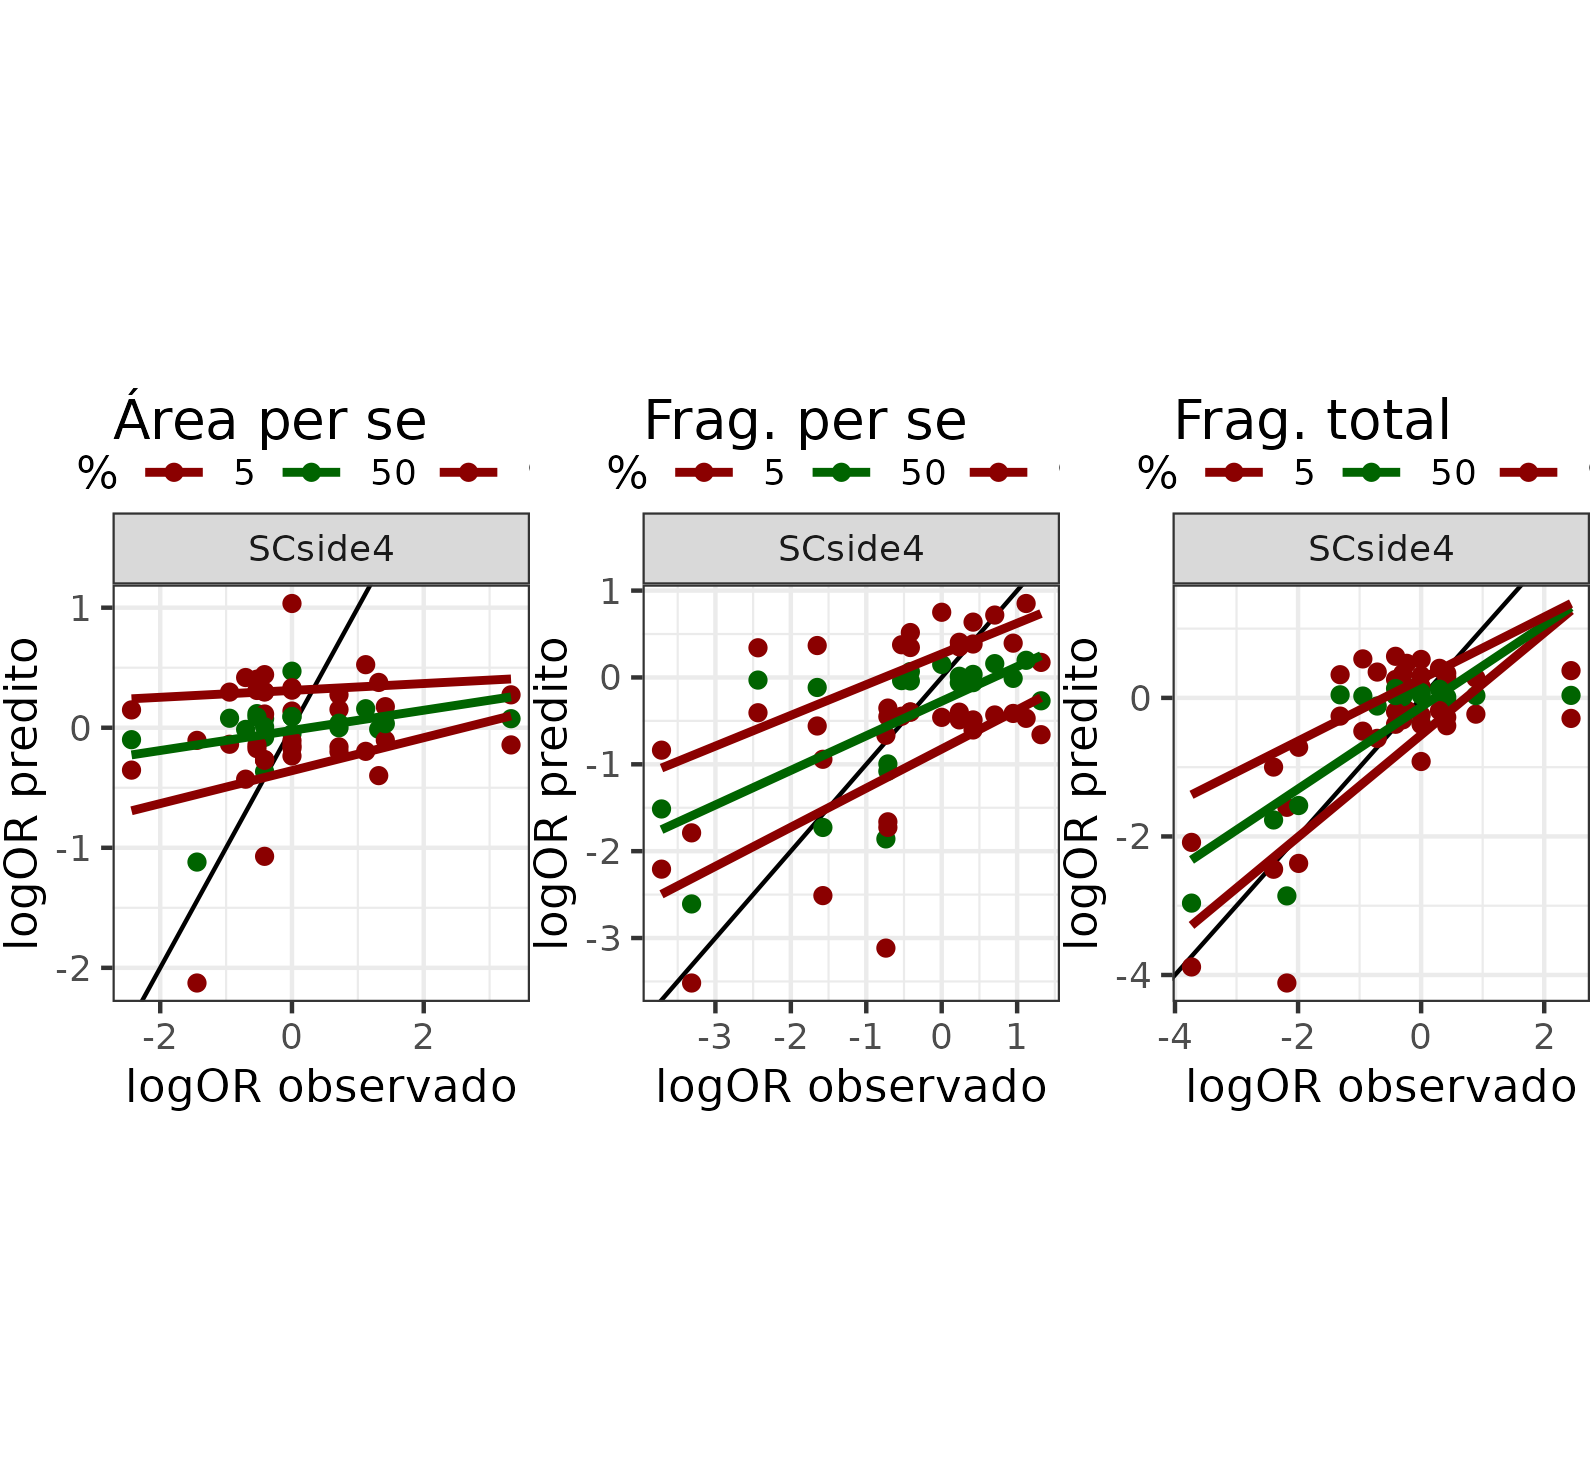 Área per se
% 5 50
SCside4
1
0
-1
-2
logOR predito
-2 0 2
logOR observado
Frag. per se
% 5 50
SCside4
1
0
-1
-2
-3
logOR predito
-3 -2 -1 0 1
logOR observado
Frag. total
% 5 50
SCside4
0
-2
-4
logOR predito
-4 -2 0 2
logOR observado